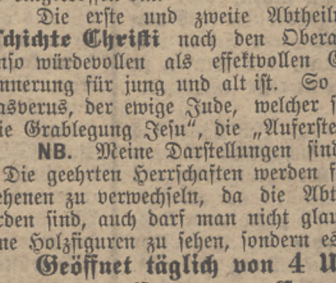 Die erste und zweite Abtheil
schichte Christi nach den Obera
nso würdevollen als effektvollen
nnerung für jung und alt ist. So
asverus, der ewige Jude, welcher
ie Grablegung Jesu“, die „Auferste
NB. Meine Darstellungen sind
Die geehrten Herrschaften werden
ehenen zu verwechseln, da die Abt
rden sind, auch darf man nicht glau
ne Holzfiguren zu sehen, sondern es
Geöffnet täglich von 4 U